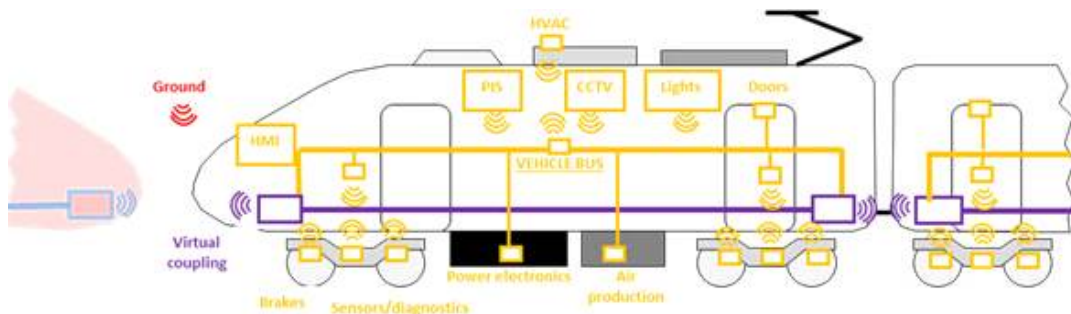 HVAC
Ground
PIS
CCTV
Lights
Doors
HMI
VEHICLE BUS
Virtual
coupling
Power electronics
Air
production
Brakes
Sensors/diagnostics